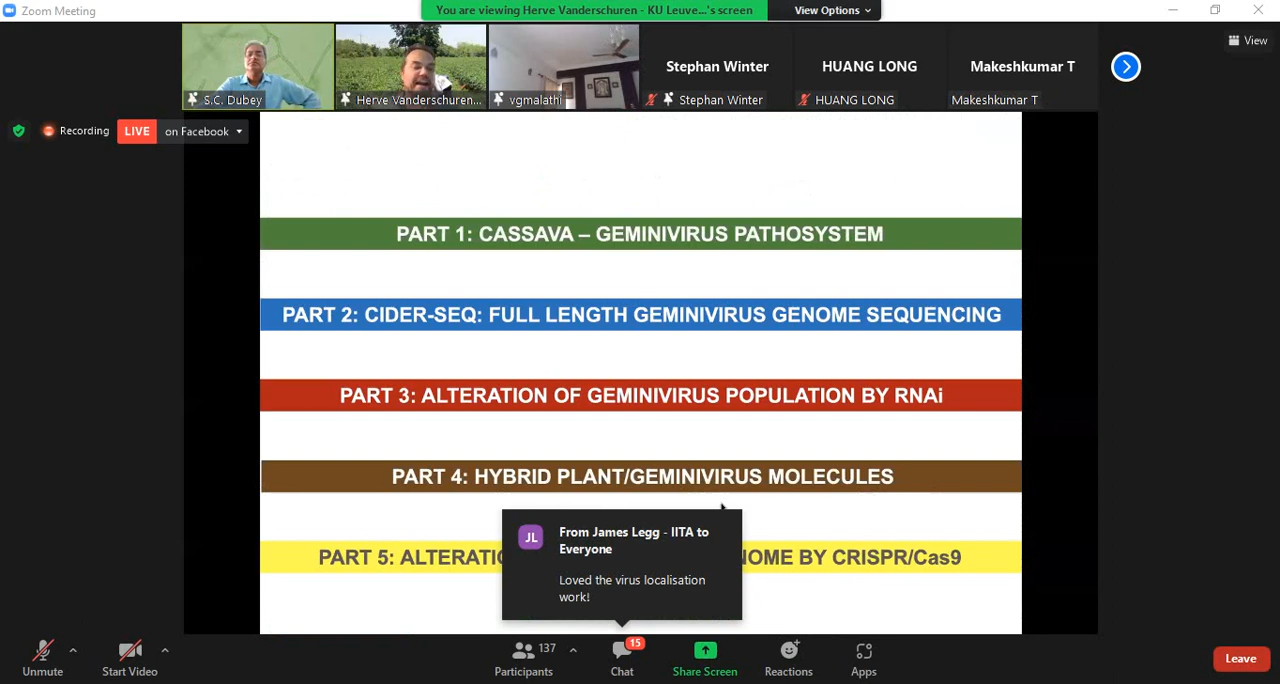 Zoom Meeting
You are viewing Herve Vanderschuren - KU Leuve...'s screen
View Options
View
S.C. Dubey
Herve Vanderschuren...
vgmalathi
Stephan Winter
Stephan Winter
HUANG LONG
HUANG LONG
Makeshkumar T
Makeshkumar T
Recording
LIVE
on Facebook
PART 1: CASSAVA – GEMINIVIRUS PATHOSYSTEM
PART 2: CIDER-SEQ: FULL LENGTH GEMINIVIRUS GENOME SEQUENCING
PART 3: ALTERATION OF GEMINIVIRUS POPULATION BY RNAi
PART 4: HYBRID PLANT/GEMINIVIRUS MOLECULES
PART 5: ALTERATIO NOME BY CRISPR/Cas9
JL
From James Legg - IITA to
Everyone
Loved the virus localisation
work!
Unmute
Start Video
Participants
137
Chat
15
Share Screen
Reactions
Apps
Leave